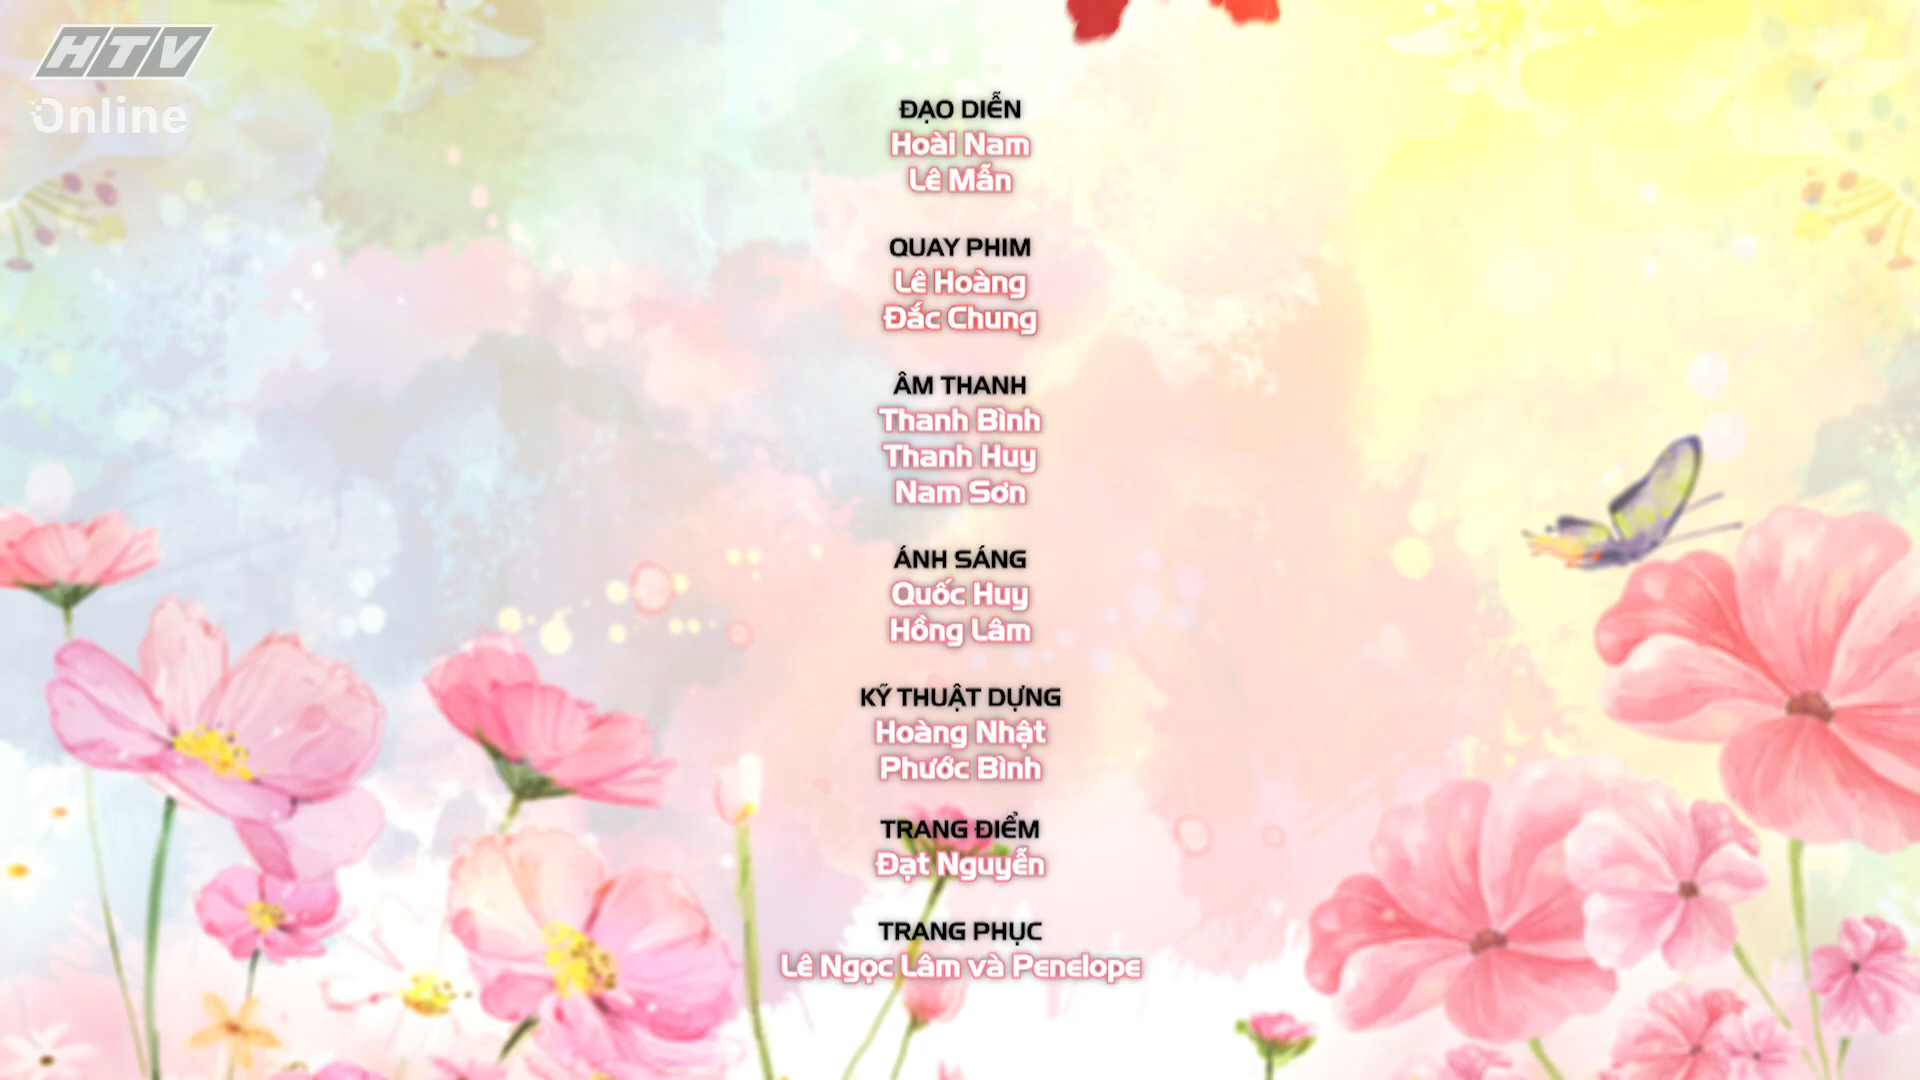 HTV
Online
ĐẠO DIỄN
Hoài Nam
Lê Mẫn
QUAY PHIM
Lê Hoàng
Đắc Chung
ÂM THANH
Thanh Bình
Thanh Huy
Nam Sơn
ÁNH SÁNG
Quốc Huy
Hồng Lâm
KỸ THUẬT DỰNG
Hoàng Nhật
Phước Bình
TRANG ĐIỂM
Đạt Nguyễn
TRANG PHỤC
Lê Ngọc Lâm và Penelope